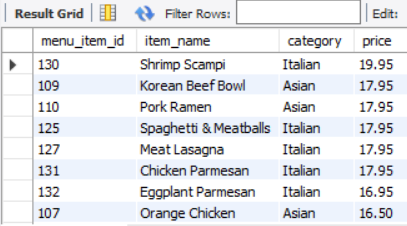 Result Grid Filter Rows: Edit:
menu_item_id item_name category price
130 Shrimp Scampi Italian 19.95
109 Korean Beef Bowl Asian 17.95
110 Pork Ramen Asian 17.95
125 Spaghetti & Meatballs Italian 17.95
127 Meat Lasagna Italian 17.95
131 Chicken Parmesan Italian 17.95
132 Eggplant Parmesan Italian 16.95
107 Orange Chicken Asian 16.50